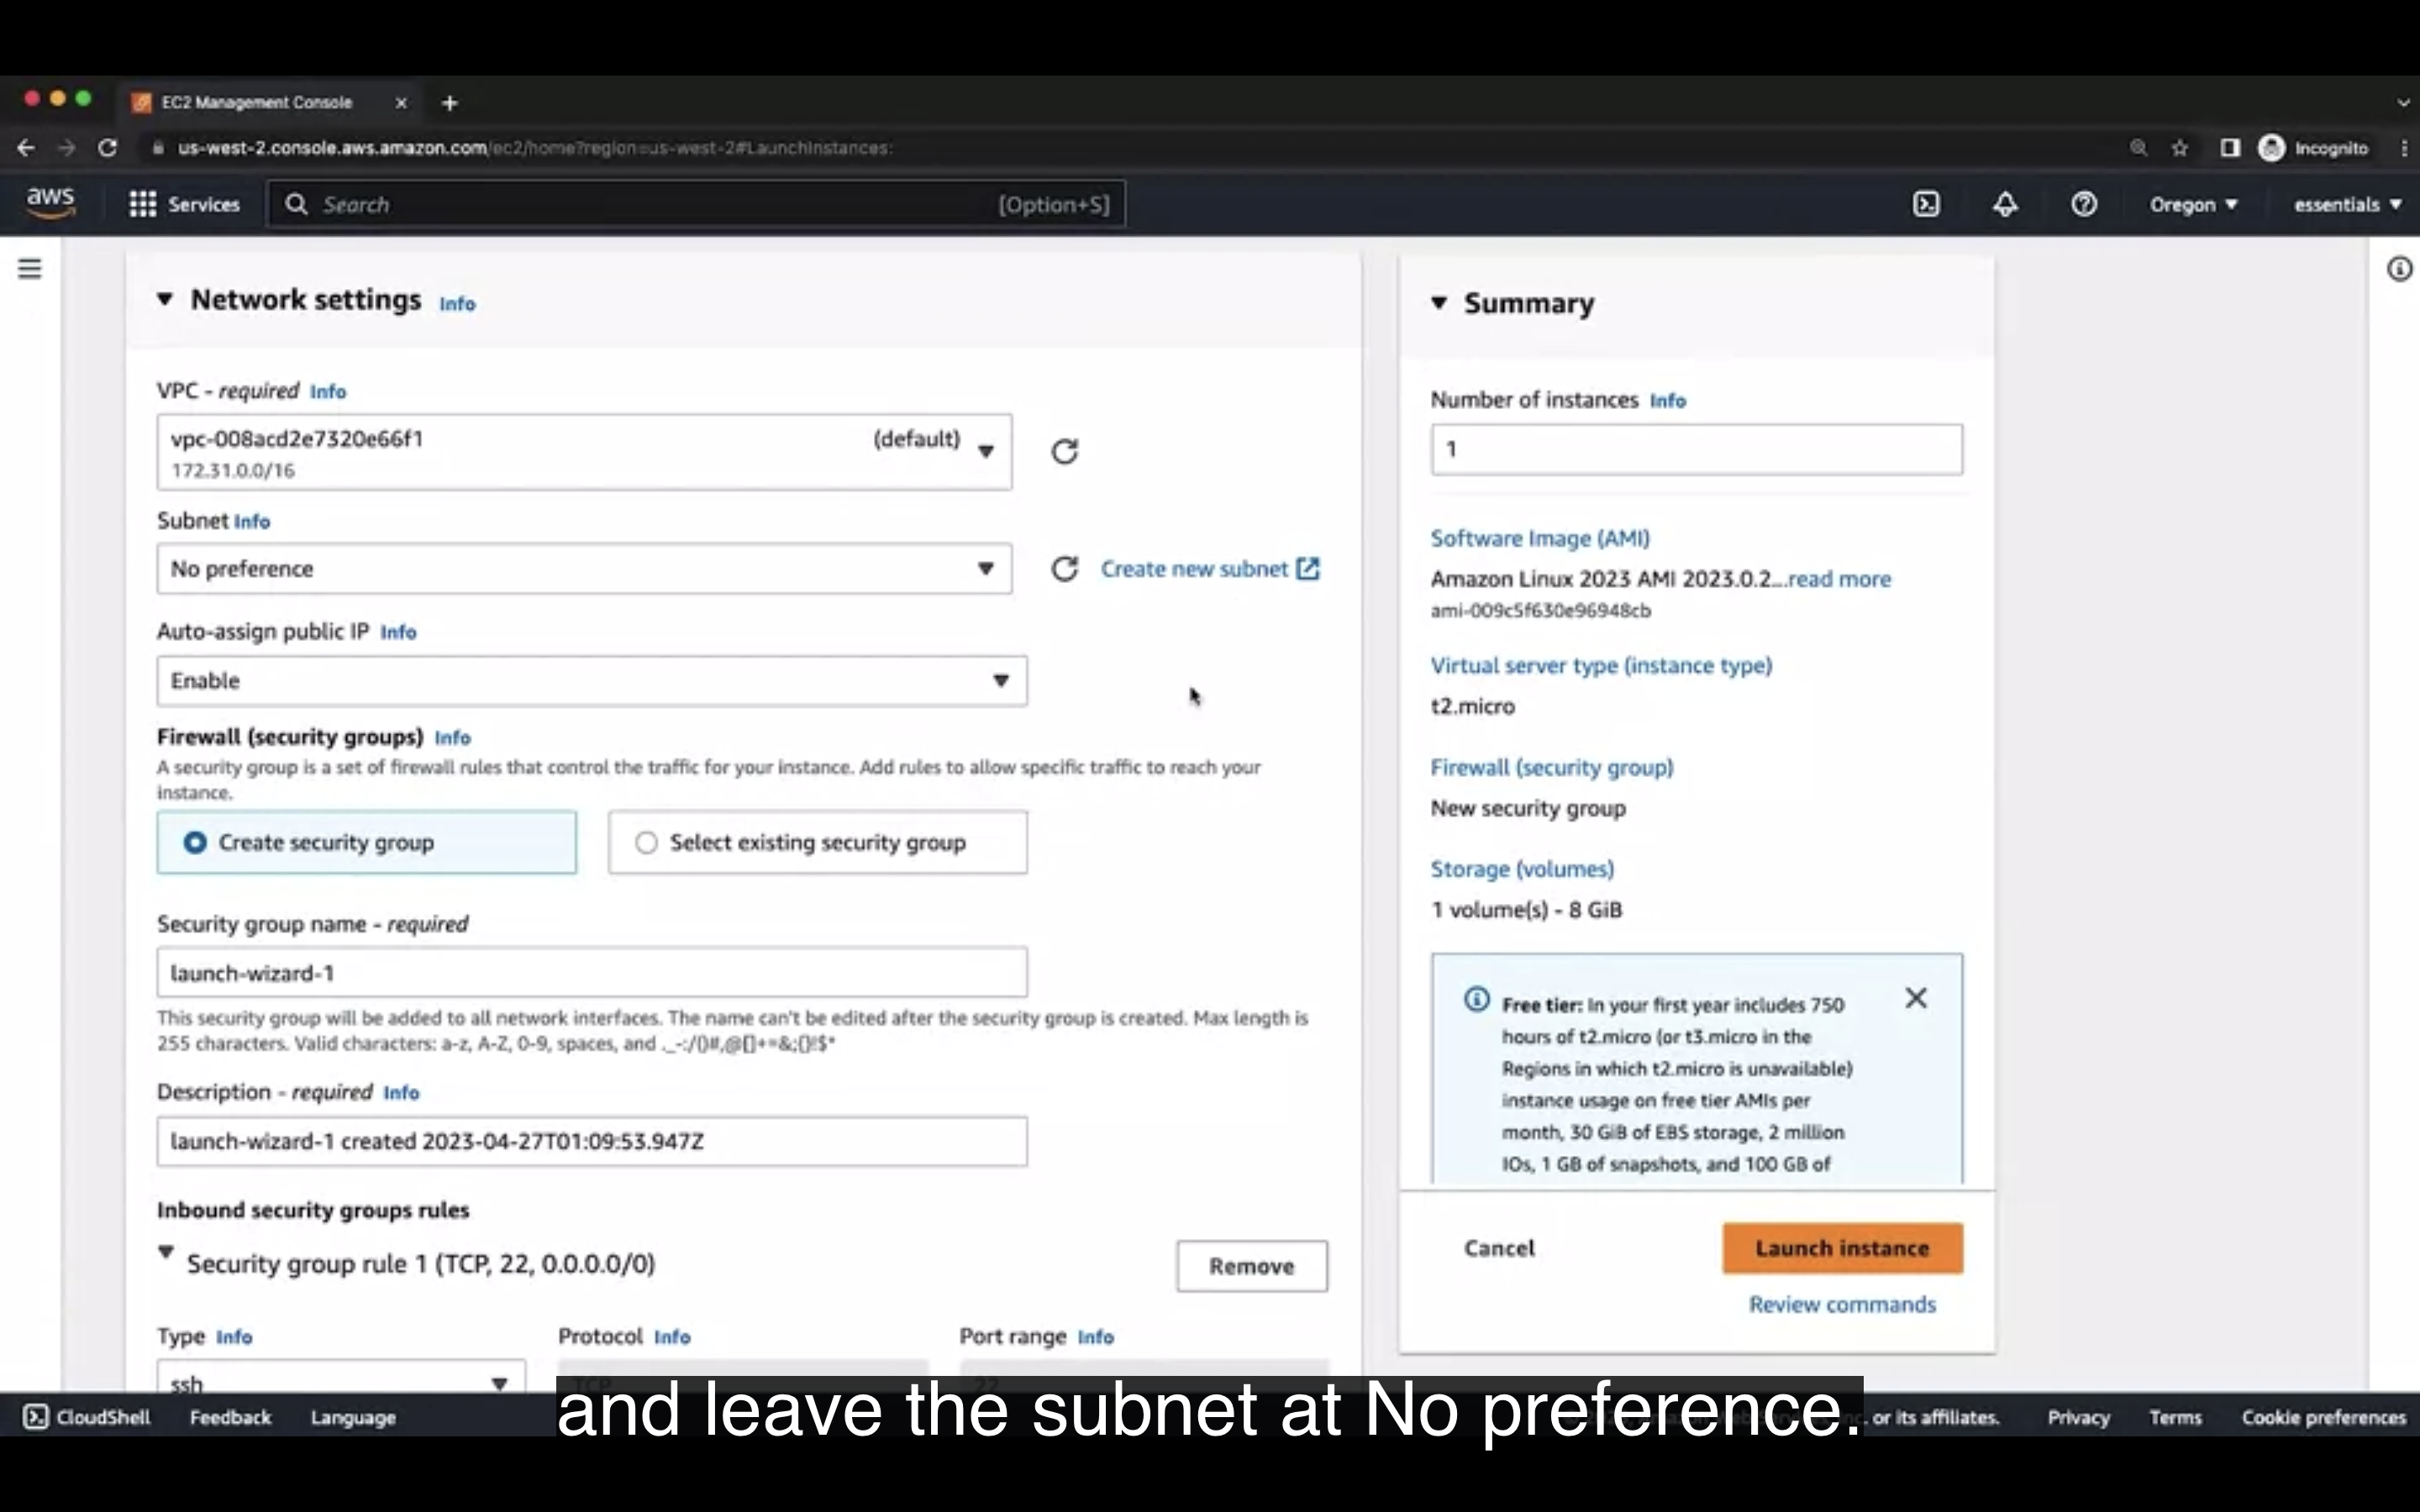 EC2 Management Console
us-west-2.console.aws.amazon.com/ec2/home?region=us-west-2#LaunchInstances:
Incognito
aws
Services
Search
[Option+S]
Oregon
essentials
Network settings Info
VPC - required Info
vpc-008acd2e7320e66f1
(default)
172.31.0.0/16
Subnet Info
No preference
Create new subnet
Auto-assign public IP Info
Enable
Firewall (security groups) Info
A security group is a set of firewall rules that control the traffic for your instance. Add rules to allow specific traffic to reach your
instance.
Create security group
Select existing security group
Security group name - required
launch-wizard-1
This security group will be added to all network interfaces. The name can't be edited after the security group is created. Max length is
255 characters. Valid characters: a-z, A-Z, 0-9, spaces, and ._-:/()#,@[]+=&;{}!$*
Description - required Info
launch-wizard-1 created 2023-04-27T01:09:53.947Z
Inbound security groups rules
Security group rule 1 (TCP, 22, 0.0.0.0/0)
Remove
Type Info
Protocol Info
Port range Info
ssh
TCP
22
Summary
Number of instances Info
1
Software Image (AMI)
Amazon Linux 2023 AMI 2023.0.2...read more
ami-009c5f630e96948cb
Virtual server type (instance type)
t2.micro
Firewall (security group)
New security group
Storage (volumes)
1 volume(s) - 8 GiB
Free tier: In your first year includes 750
hours of t2.micro (or t3.micro in the
Regions in which t2.micro is unavailable)
instance usage on free tier AMIs per
month, 30 GiB of EBS storage, 2 million
IOs, 1 GB of snapshots, and 100 GB of
Cancel
Launch instance
Review commands
and leave the subnet at No preference.
CloudShell
Feedback
Language
or its affiliates.
Privacy
Terms
Cookie preferences